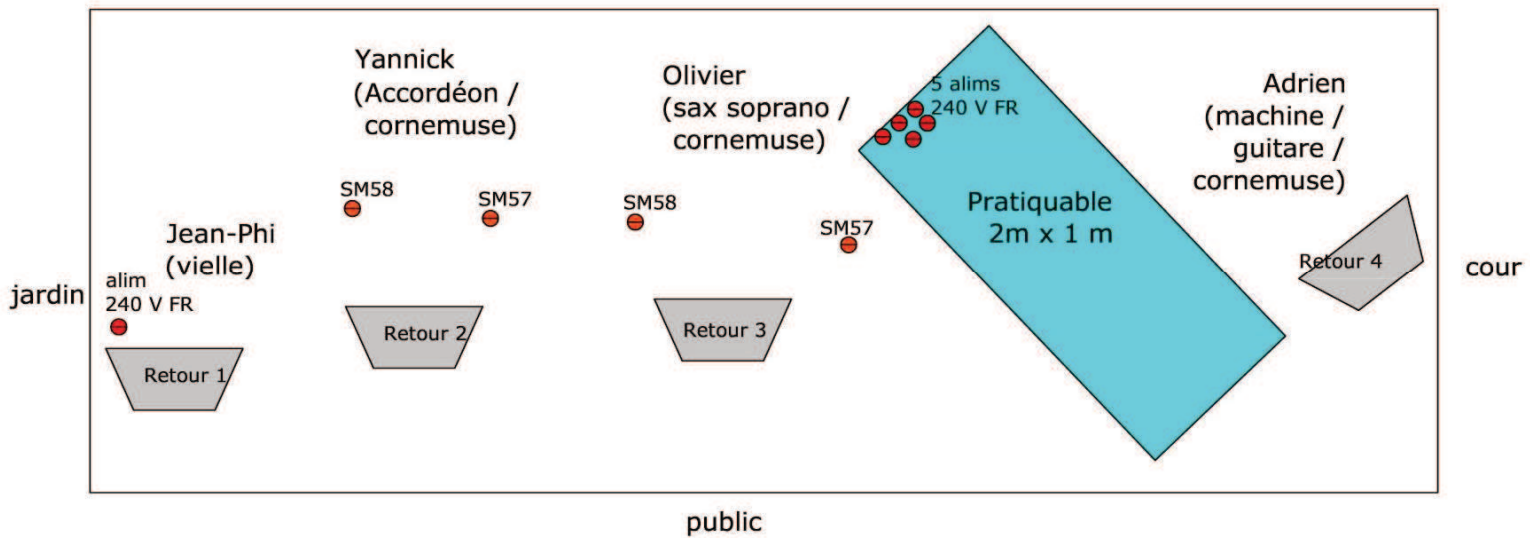 Yannick
(Accordéon /
cornemuse)
Olivier
(sax soprano /
cornemuse)
5 alims
240 V FR
Adrien
(machine /
guitare /
cornemuse)
SM58
SM57
SM58
SM57
Pratiquable
2m x 1 m
Jean-Phi
(vielle)
jardin
alim
240 V FR
Retour 1
Retour 2
Retour 3
Retour 4
cour
public